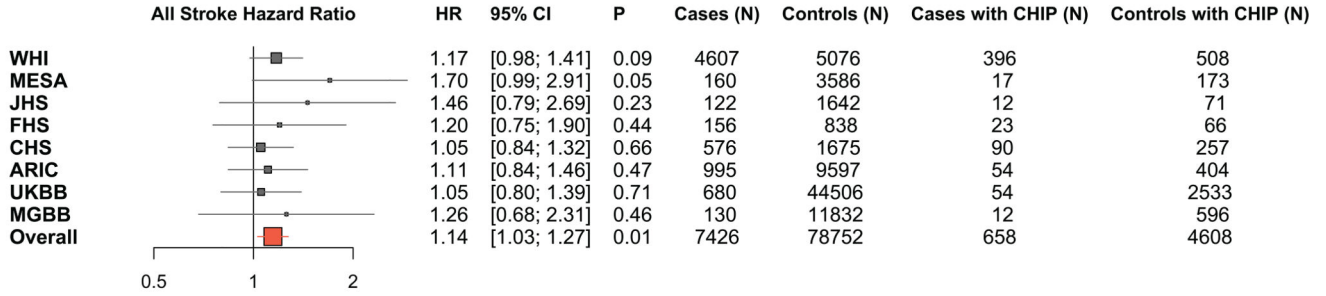 All Stroke Hazard Ratio HR 95% CI P Cases (N) Controls (N) Cases with CHIP (N) Controls with CHIP (N)
WHI 1.17 [0.98; 1.41] 0.09 4607 5076 396 508
MESA 1.70 [0.99; 2.91] 0.05 160 3586 17 173
JHS 1.46 [0.79; 2.69] 0.23 122 1642 12 71
FHS 1.20 [0.75; 1.90] 0.44 156 838 23 66
CHS 1.05 [0.84; 1.32] 0.66 576 1675 90 257
ARIC 1.11 [0.84; 1.46] 0.47 995 9597 54 404
UKBB 1.05 [0.80; 1.39] 0.71 680 44506 54 2533
MGBB 1.26 [0.68; 2.31] 0.46 130 11832 12 596
Overall 1.14 [1.03; 1.27] 0.01 7426 78752 658 4608
0.5 1 2